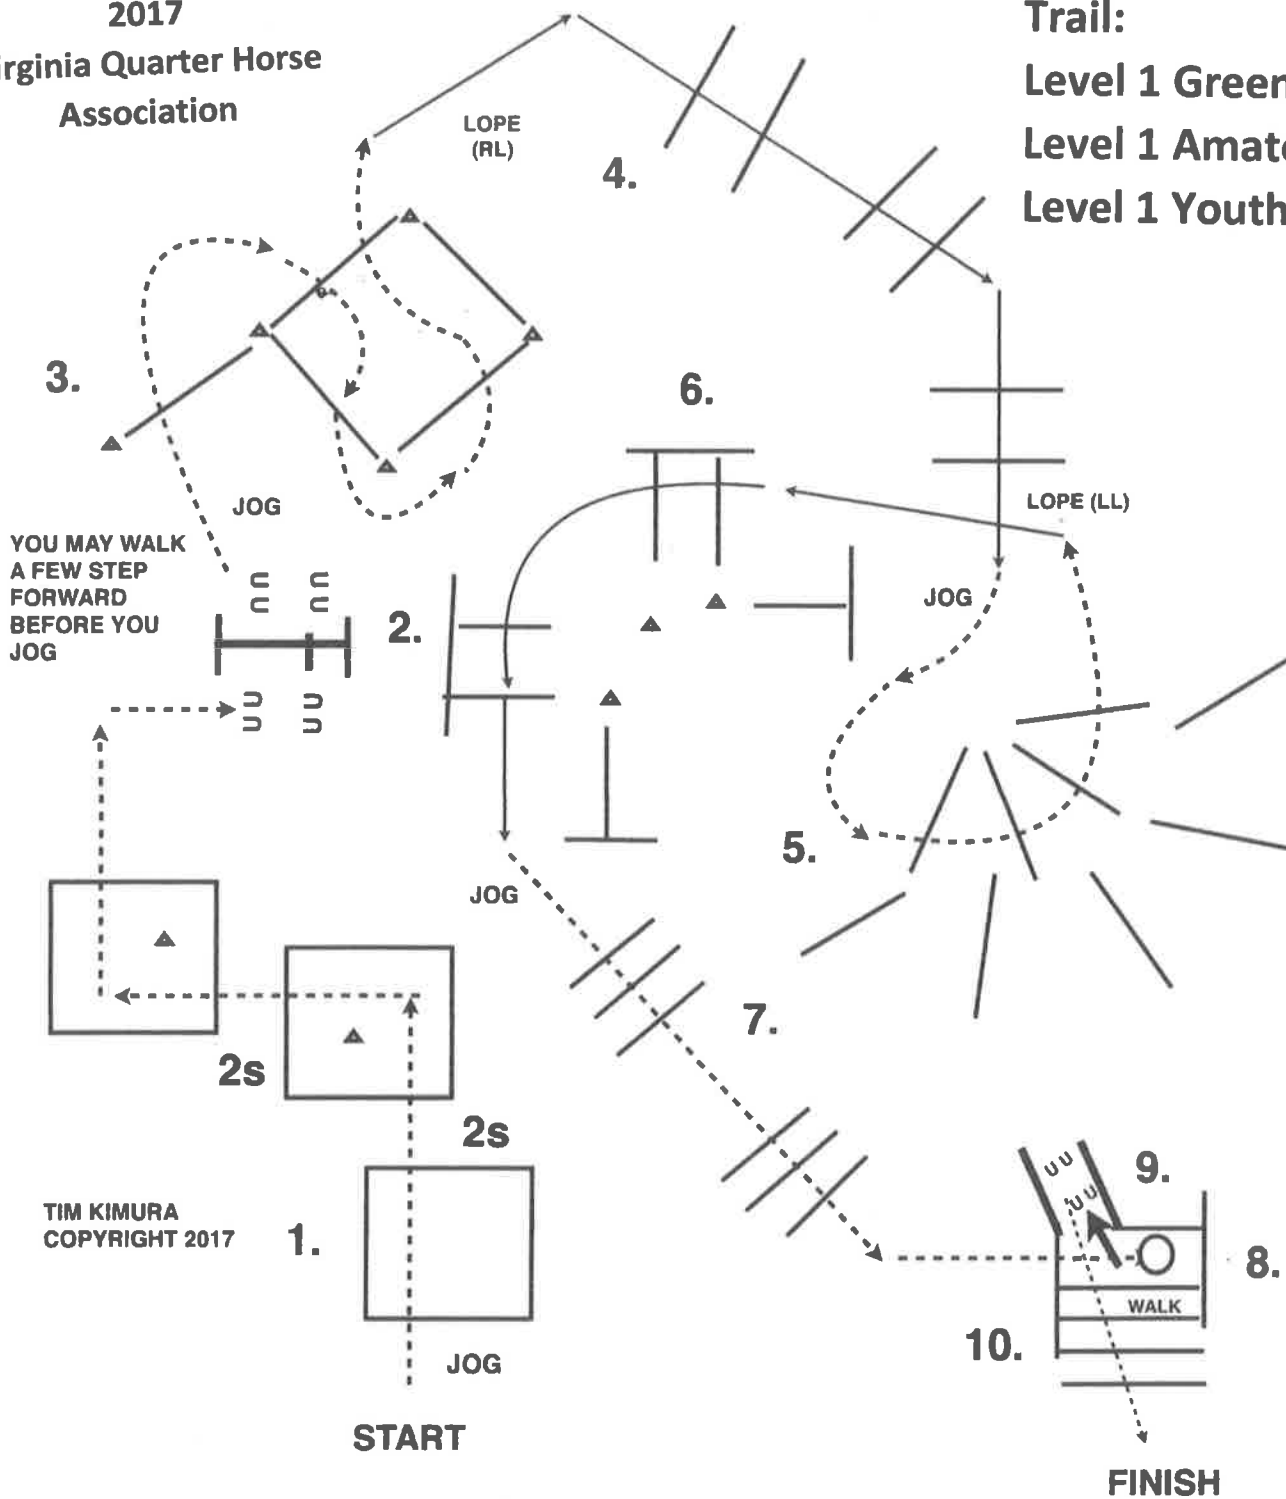 2017
irginia Quarter Horse
Association
Trail:
Level 1 Green
Level 1 Amat
Level 1 Youth
LOPE
(RL)
4.
3.
6.
JOG
LOPE (LL)
YOU MAY WALK
A FEW STEP
FORWARD
BEFORE YOU
JOG
2.
JOG
5.
JOG
7.
2s
2s
TIM KIMURA
COPYRIGHT 2017
1.
9.
8.
WALK
10.
JOG
START
FINISH